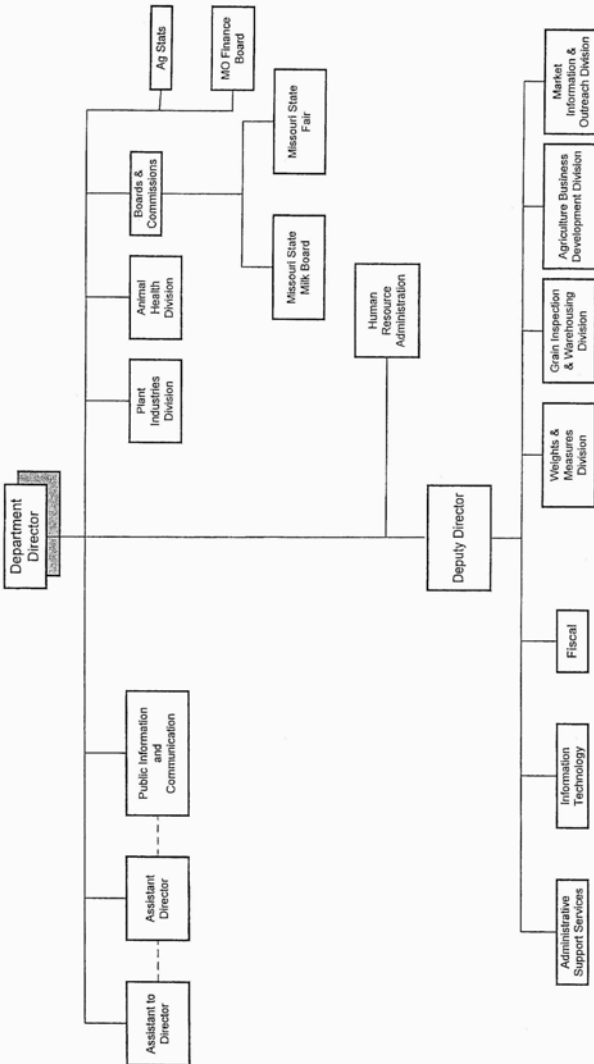 Department
Director
Assistant to
Director
Assistant
Director
Public Information
and
Communication
Plant
Industries
Division
Animal
Health
Division
Boards &
Commissions
Ag Stats
MO Finance
Board
Missouri State
Milk Board
Missouri State
Fair
Human
Resource
Administration
Deputy Director
Administrative
Support Services
Information
Technology
Fiscal
Weights &
Measures
Division
Grain Inspection
& Warehousing
Division
Agriculture Business
Development Division
Market
Information &
Outreach Division